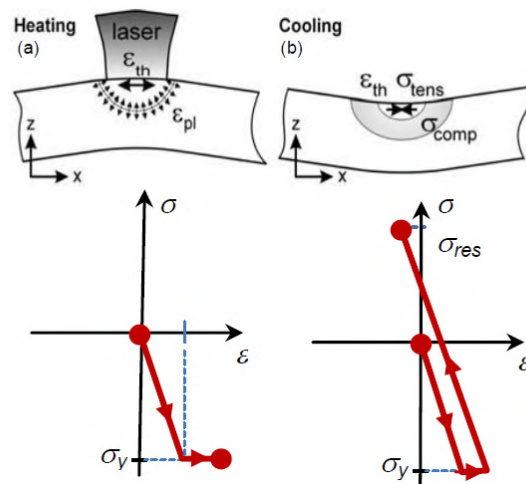 Heating
(a)
laser
εth
εpl
z
x
Cooling
(b)
εth σtens
σcomp
z
x
σ
ε
σy
σ
σres
ε
σy